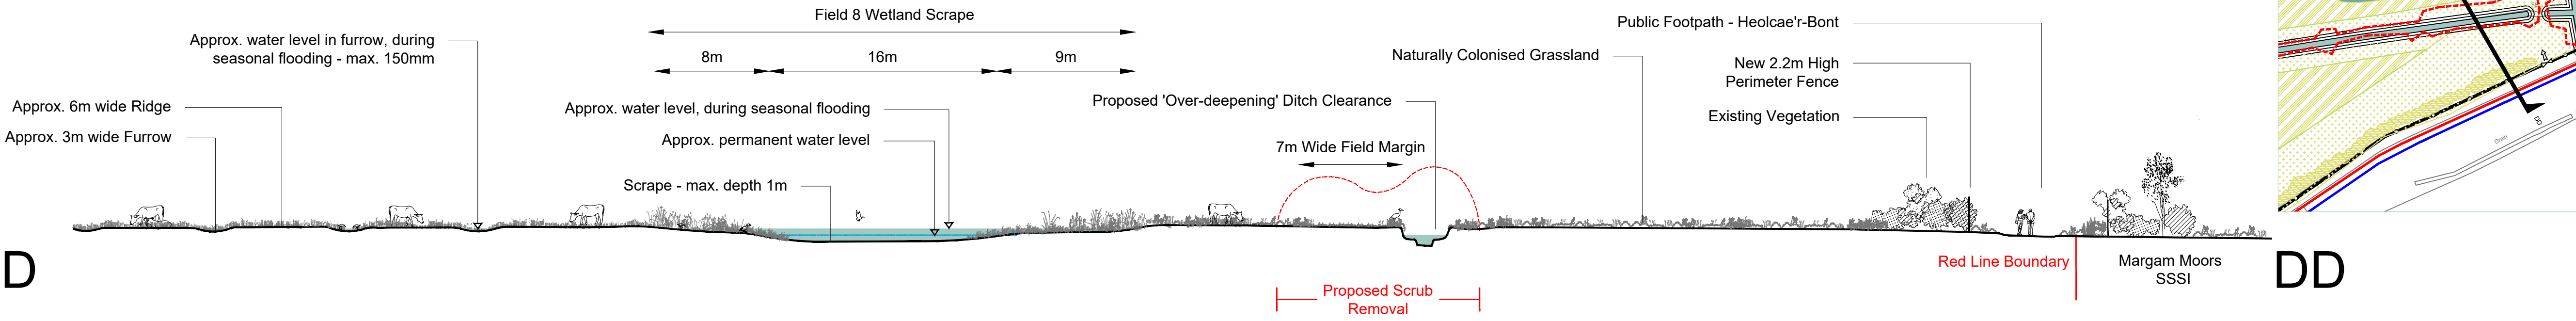 Field 8 Wetland Scrape
8m
16m
9m
Approx. water level in furrow, during
seasonal flooding - max. 150mm
Approx. 6m wide Ridge
Approx. 3m wide Furrow
Approx. water level, during seasonal flooding
Approx. permanent water level
Scrape - max. depth 1m
Proposed 'Over-deepening' Ditch Clearance
7m Wide Field Margin
Naturally Colonised Grassland
Public Footpath - Heolcae'r-Bont
New 2.2m High
Perimeter Fence
Existing Vegetation
Proposed Scrub
Removal
Red Line Boundary
Margam Moors
SSSI
D
DD
DD
Drain